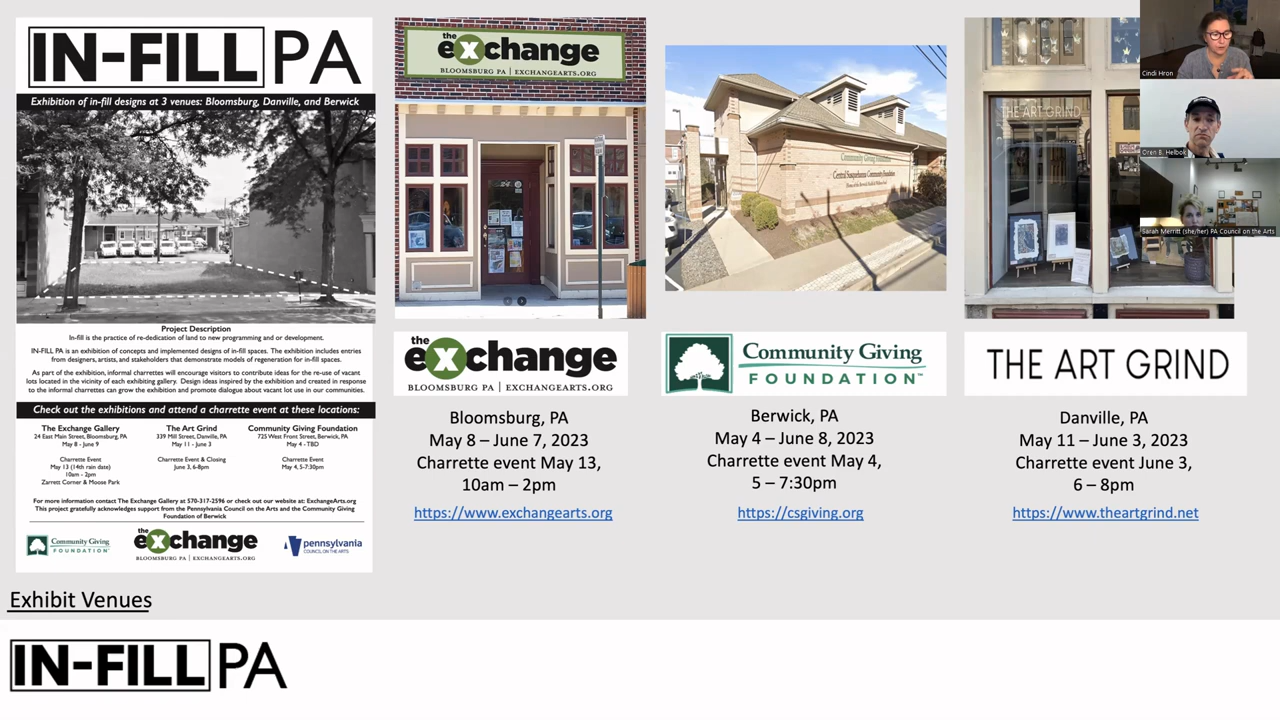 IN-FILL PA
Exhibition of in-fill designs at 3 venues: Bloomsburg, Danville, and Berwick
Project Description
In-fill is the practice of re-dedication of land to new programming and or development.
IN-FILL PA is an exhibition of concepts and implemented designs of in-fill spaces. The exhibition includes entries
from designers, artists, and stakeholders that demonstrate models of regeneration for in-fill spaces.
As part of the exhibition, informal charrettes will encourage visitors to contribute ideas for the re-use of vacant
lots located in the vicinity of each exhibiting gallery. Design ideas inspired by the exhibition and created in response
to the informal charrettes can grow the exhibition and promote dialogue about vacant lot use in our communities.
Check out the exhibitions and attend a charrette event at these locations:
The Exchange Gallery
24 East Main Street, Bloomsburg, PA
May 8 - June 9
Charrette Event
May 13 (14th rain date)
10am - 2pm
Zarrett Corner & Moose Park
The Art Grind
339 Mill Street, Danville, PA
May 11 - June 3
Charrette Event & Closing
June 3, 6-8pm
Community Giving Foundation
725 West Front Street, Berwick, PA
May 4 - TBD
Charrette Event
May 4, 5-7:30pm
For more information contact The Exchange Gallery at 570-317-2596 or check out our website at: ExchangeArts.org
This project gratefully acknowledges support from the Pennsylvania Council on the Arts and the Community Giving
Foundation of Berwick
Community Giving
FOUNDATION
the exchange
BLOOMSBURG PA | EXCHANGEARTS.ORG
pennsylvania
COUNCIL ON THE ARTS
the exchange
BLOOMSBURG PA | EXCHANGEARTS.ORG
the exchange
BLOOMSBURG PA | EXCHANGEARTS.ORG
Bloomsburg, PA
May 8 – June 7, 2023
Charrette event May 13,
10am – 2pm
https://www.exchangearts.org
Community Giving Foundation
Central Susquehanna Community Foundation
Community Giving
FOUNDATION™
Berwick, PA
May 4 – June 8, 2023
Charrette event May 4,
5 – 7:30pm
https://csgiving.org
THE ART GRIND
THE ART GRIND
Danville, PA
May 11 – June 3, 2023
Charrette event June 3,
6 – 8pm
https://www.theartgrind.net
Cindi Hron
Oren B. Helbok
Sarah Merritt (she/her) PA Council on the Arts
Exhibit Venues
IN-FILL PA